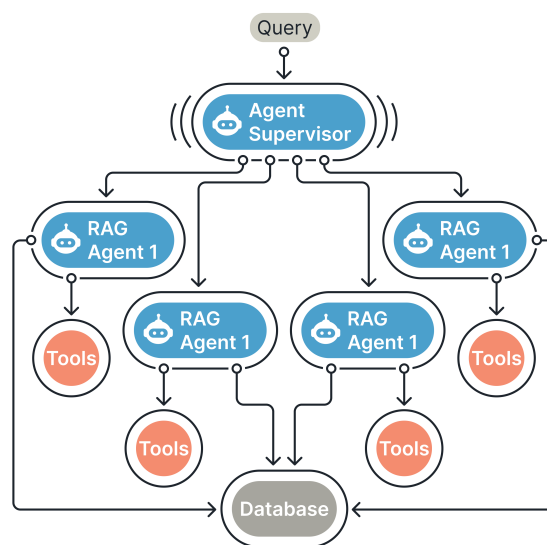 Query
Agent
Supervisor
RAG
Agent 1
RAG
Agent 1
RAG
Agent 1
RAG
Agent 1
Tools
Tools
Tools
Tools
Database